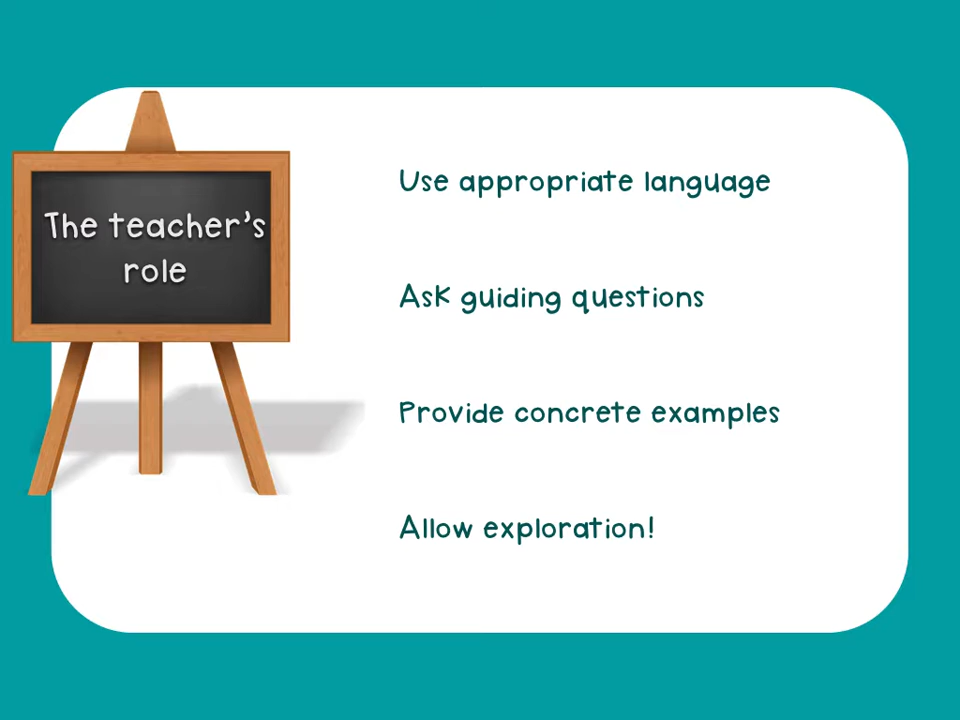 The teacher's
role
Use appropriate language
Ask guiding questions
Provide concrete examples
Allow exploration!